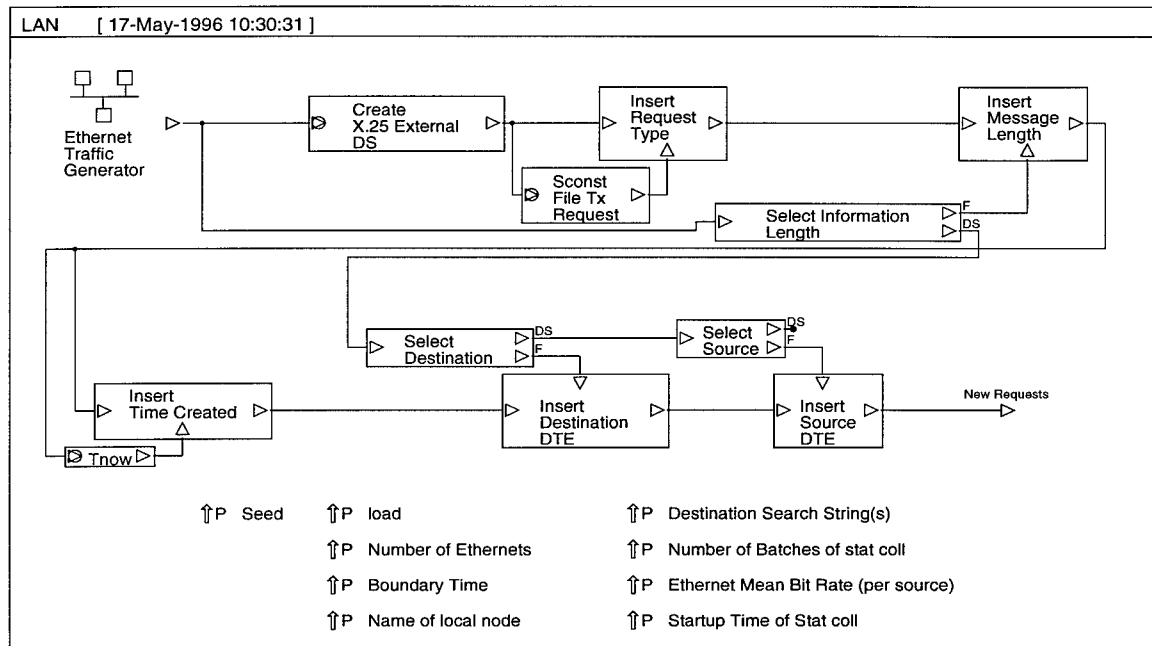 LAN [ 17-May-1996 10:30:31 ]
Ethernet
Traffic
Generator
Create
X.25 External
DS
Insert
Request
Type
Insert
Message
Length
Sconst
File Tx
Request
Select Information
Length
F
DS
Select
Destination
DS
F
Select
Source
DS
F
Insert
Time Created
Insert
Destination
DTE
Insert
Source
DTE
New Requests
Tnow
⇧P Seed
⇧P load
⇧P Destination Search String(s)
⇧P Number of Ethernets
⇧P Number of Batches of stat coll
⇧P Boundary Time
⇧P Ethernet Mean Bit Rate (per source)
⇧P Name of local node
⇧P Startup Time of Stat coll